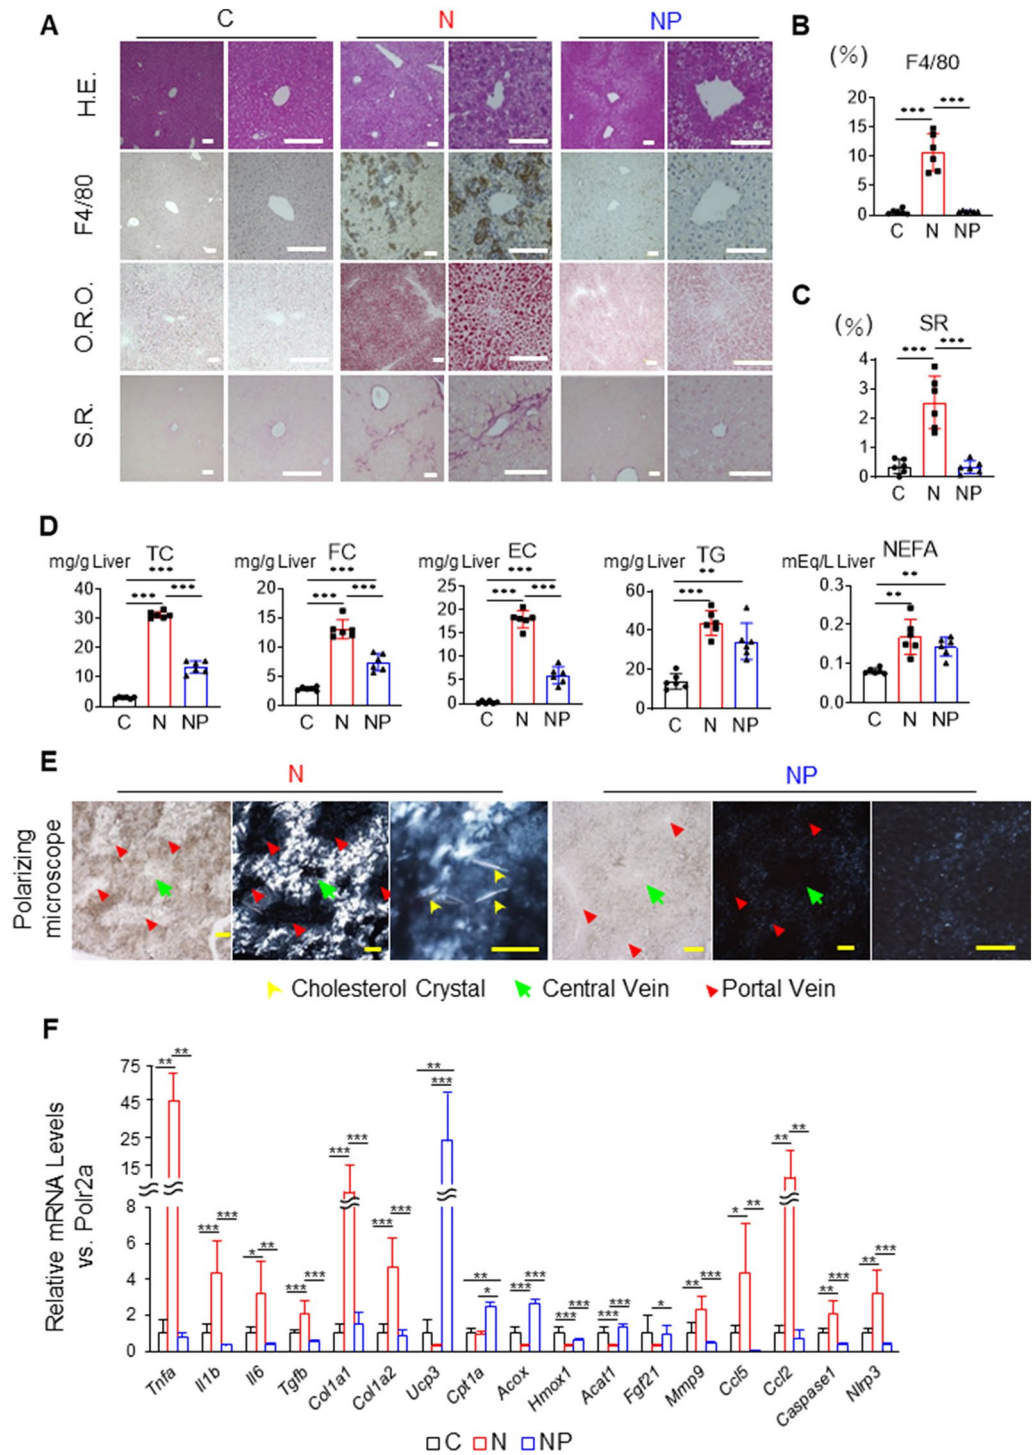 A
C
N
NP
H.E.
F4/80
O.R.O.
S.R.
B
(%)
F4/80
20
15
10
5
0
*** ***
C N NP
C
(%)
SR
4
3
2
1
0
*** ***
C N NP
D
mg/g Liver TC
40
30
20
10
0
***
*** ***
C N NP
mg/g Liver FC
20
15
10
5
0
***
*** ***
C N NP
mg/g Liver EC
25
20
15
10
5
0
***
*** ***
C N NP
mg/g Liver TG
60
40
20
0
**
***
C N NP
mEq/L Liver NEFA
0.3
0.2
0.1
0.0
**
**
C N NP
E
N
NP
Polarizing
microscope
Cholesterol Crystal
Central Vein
Portal Vein
F
Relative mRNA Levels
vs. Polr2a
75
45
25
15
8
6
4
2
0
** **
*** ***
* **
*** ***
*** ***
*** ***
**
***
**
*
*** ***
*** ***
*** ***
*
** ***
* **
** **
** ***
** ***
Tnfa Il1b Il6 Tgfb Col1a1 Col1a2 Ucp3 Cpt1a Acox Hmox1 Acat1 Fgf21 Mmp9 Ccl5 Ccl2 Caspase1 Nlrp3
C N NP